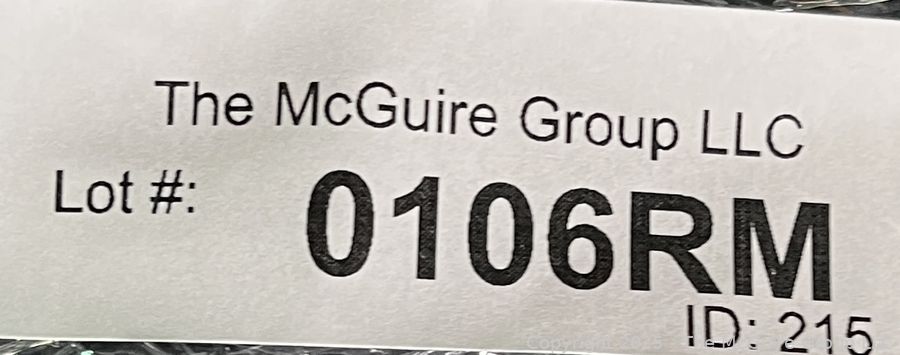 The McGuire Group LLC
Lot #: 0106RM
ID: 215